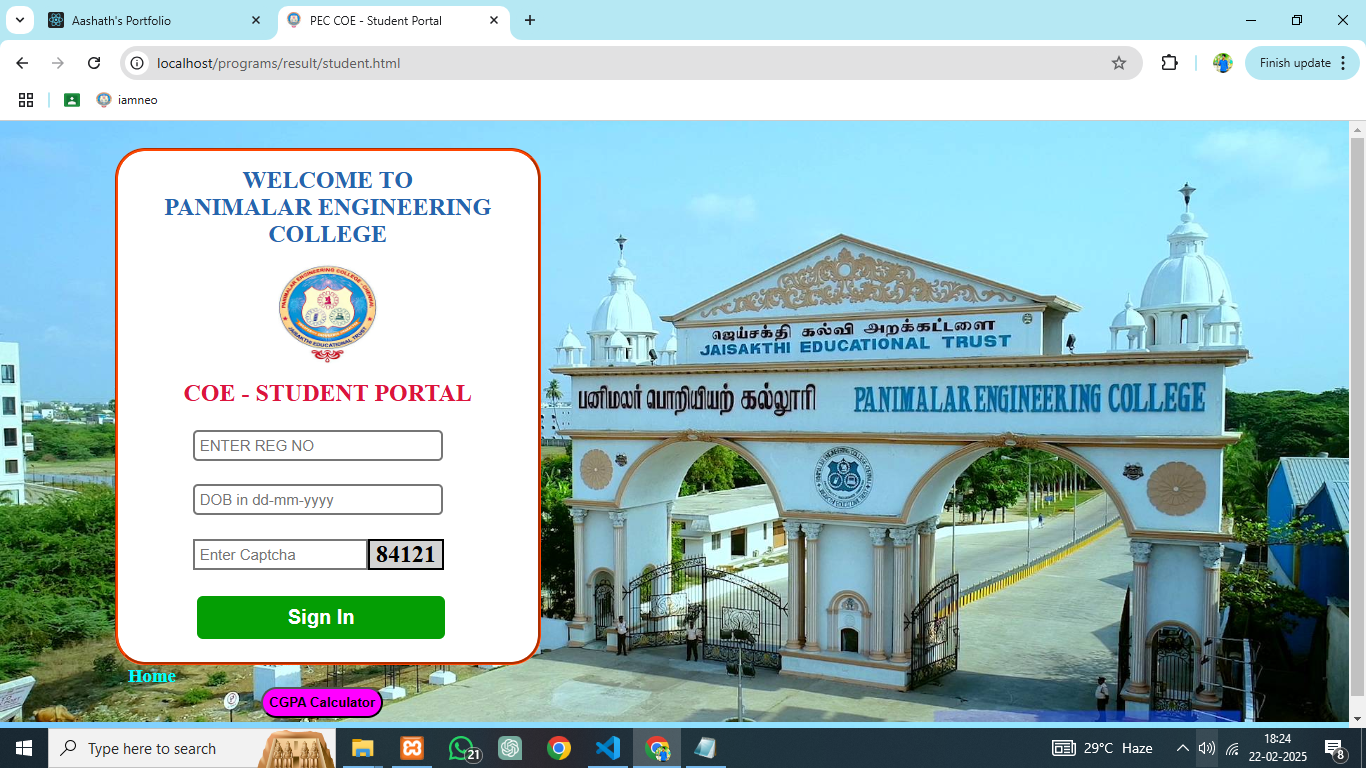 Aashath's Portfolio
PEC COE - Student Portal
localhost/programs/result/student.html
Finish update
iamneo
WELCOME TO
PANIMALAR ENGINEERING
COLLEGE
COE - STUDENT PORTAL
ENTER REG NO
DOB in dd-mm-yyyy
Enter Captcha
84121
Sign In
Home
CGPA Calculator
ஜெய்சக்தி கல்வி அறக்கட்டளை
JAISAKTHI EDUCATIONAL TRUST
பனிமலர் பொறியியற் கல்லூரி
PANIMALAR ENGINEERING COLLEGE
Type here to search
21
29°C Haze
18:24
22-02-2025
8